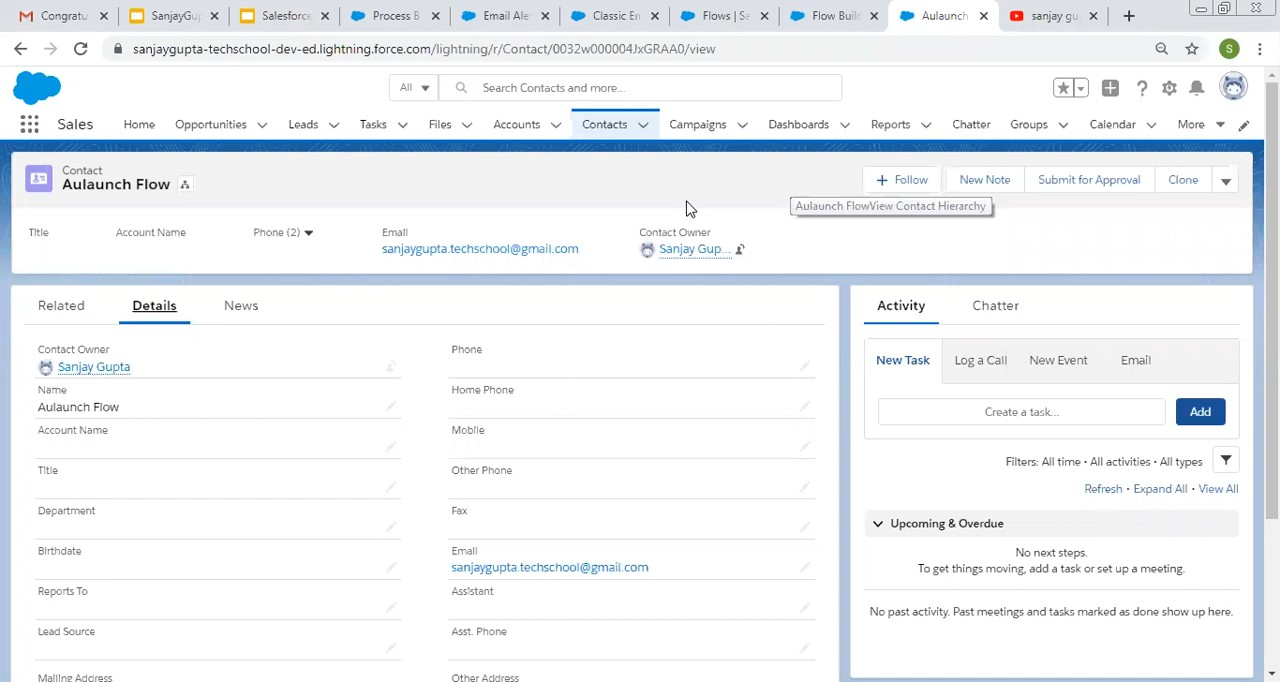 Gmail
SanjayGup
Salesforce
Process B
Email Ale
Classic En
Flows | Sa
Flow Buil
Aulaunch
sanjay gu
sanjaygupta-techschool-dev-ed.lightning.force.com/lightning/r/Contact/0032w000004JxGRAA0/view
S
All
Search Contacts and more...
Sales
Home
Opportunities
Leads
Tasks
Files
Accounts
Contacts
Campaigns
Dashboards
Reports
Chatter
Groups
Calendar
More
Contact
Aulaunch Flow
+ Follow
New Note
Submit for Approval
Clone
Aulaunch FlowView Contact Hierarchy
Title
Account Name
Phone (2)
Email
sanjaygupta.techschool@gmail.com
Contact Owner
Sanjay Gup...
Related
Details
News
Contact Owner
Sanjay Gupta
Name
Aulaunch Flow
Account Name
Title
Department
Birthdate
Reports To
Lead Source
Mailing Address
Phone
Home Phone
Mobile
Other Phone
Fax
Email
sanjaygupta.techschool@gmail.com
Assistant
Asst. Phone
Other Address
Activity
Chatter
New Task
Log a Call
New Event
Email
Create a task...
Add
Filters: All time • All activities • All types
Refresh • Expand All • View All
Upcoming & Overdue
No next steps.
To get things moving, add a task or set up a meeting.
No past activity. Past meetings and tasks marked as done show up here.